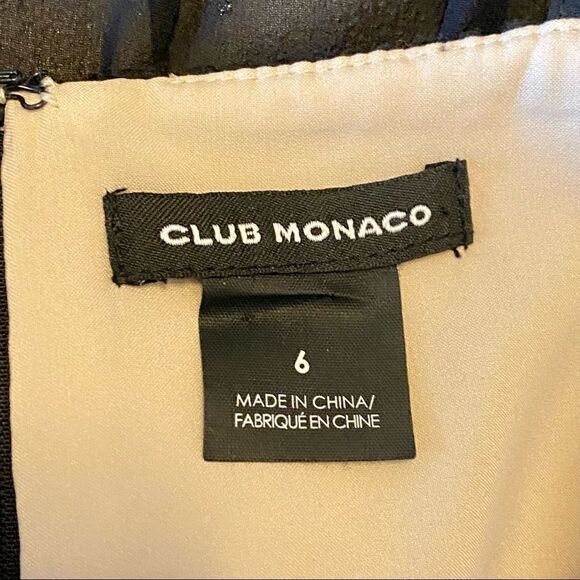 CLUB MONACO
6
MADE IN CHINA/
FABRIQUÉ EN CHINE